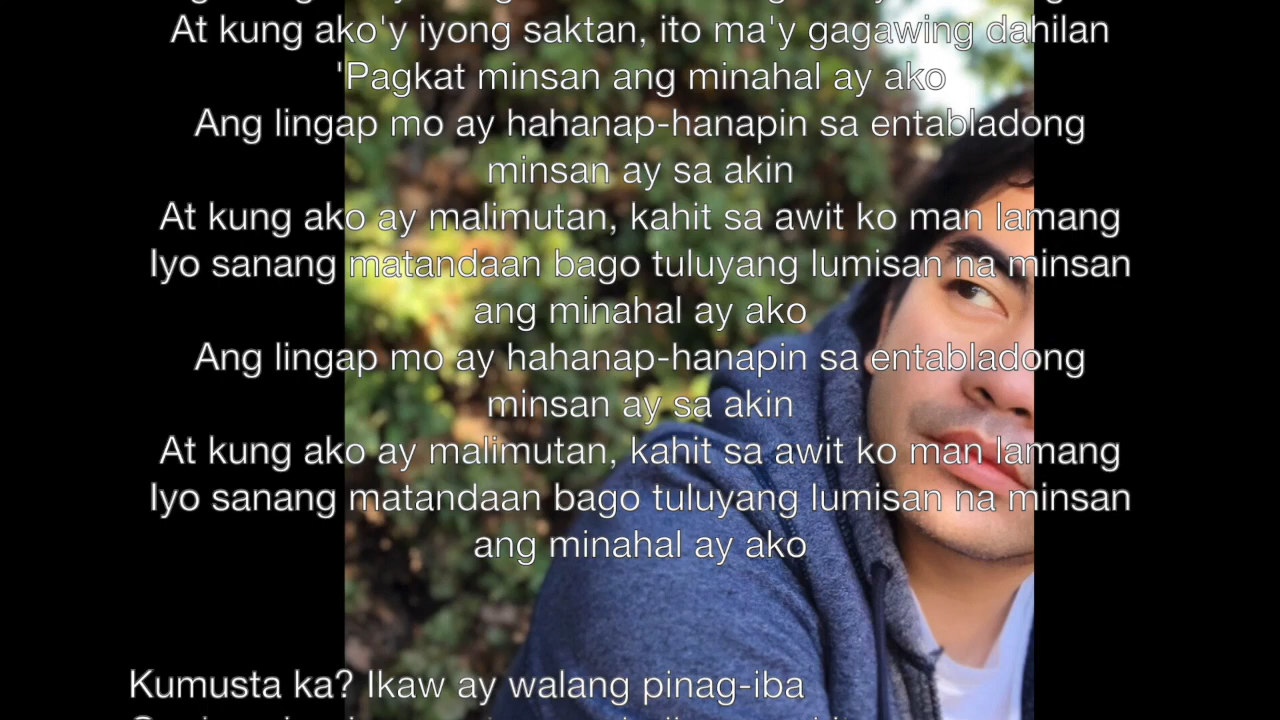 At kung ako'y iyong saktan, ito ma'y gagawing dahilan
'Pagkat minsan ang minahal ay ako
Ang lingap mo ay hahanap-hanapin sa entabladong
minsan ay sa akin
At kung ako ay malimutan, kahit sa awit ko man lamang
Iyo sanang matandaan bago tuluyang lumisan na minsan
ang minahal ay ako
Ang lingap mo ay hahanap-hanapin sa entabladong
minsan ay sa akin
At kung ako ay malimutan, kahit sa awit ko man lamang
Iyo sanang matandaan bago tuluyang lumisan na minsan
ang minahal ay ako
Kumusta ka? Ikaw ay walang pinag-iba